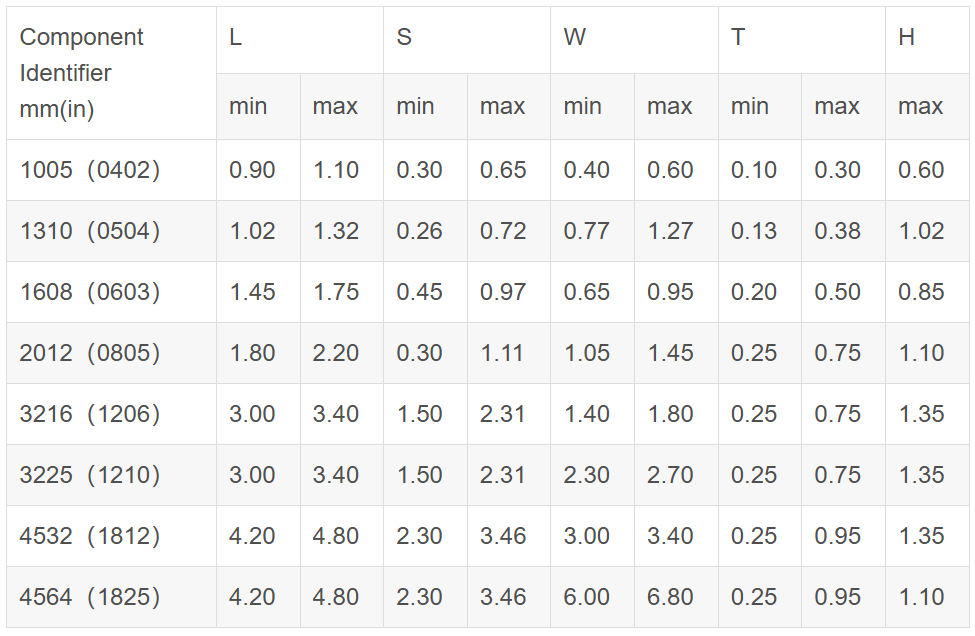 Component Identifier mm(in) L S W T H
min max min max min max min max max
1005 (0402) 0.90 1.10 0.30 0.65 0.40 0.60 0.10 0.30 0.60
1310 (0504) 1.02 1.32 0.26 0.72 0.77 1.27 0.13 0.38 1.02
1608 (0603) 1.45 1.75 0.45 0.97 0.65 0.95 0.20 0.50 0.85
2012 (0805) 1.80 2.20 0.30 1.11 1.05 1.45 0.25 0.75 1.10
3216 (1206) 3.00 3.40 1.50 2.31 1.40 1.80 0.25 0.75 1.35
3225 (1210) 3.00 3.40 1.50 2.31 2.30 2.70 0.25 0.75 1.35
4532 (1812) 4.20 4.80 2.30 3.46 3.00 3.40 0.25 0.95 1.35
4564 (1825) 4.20 4.80 2.30 3.46 6.00 6.80 0.25 0.95 1.10